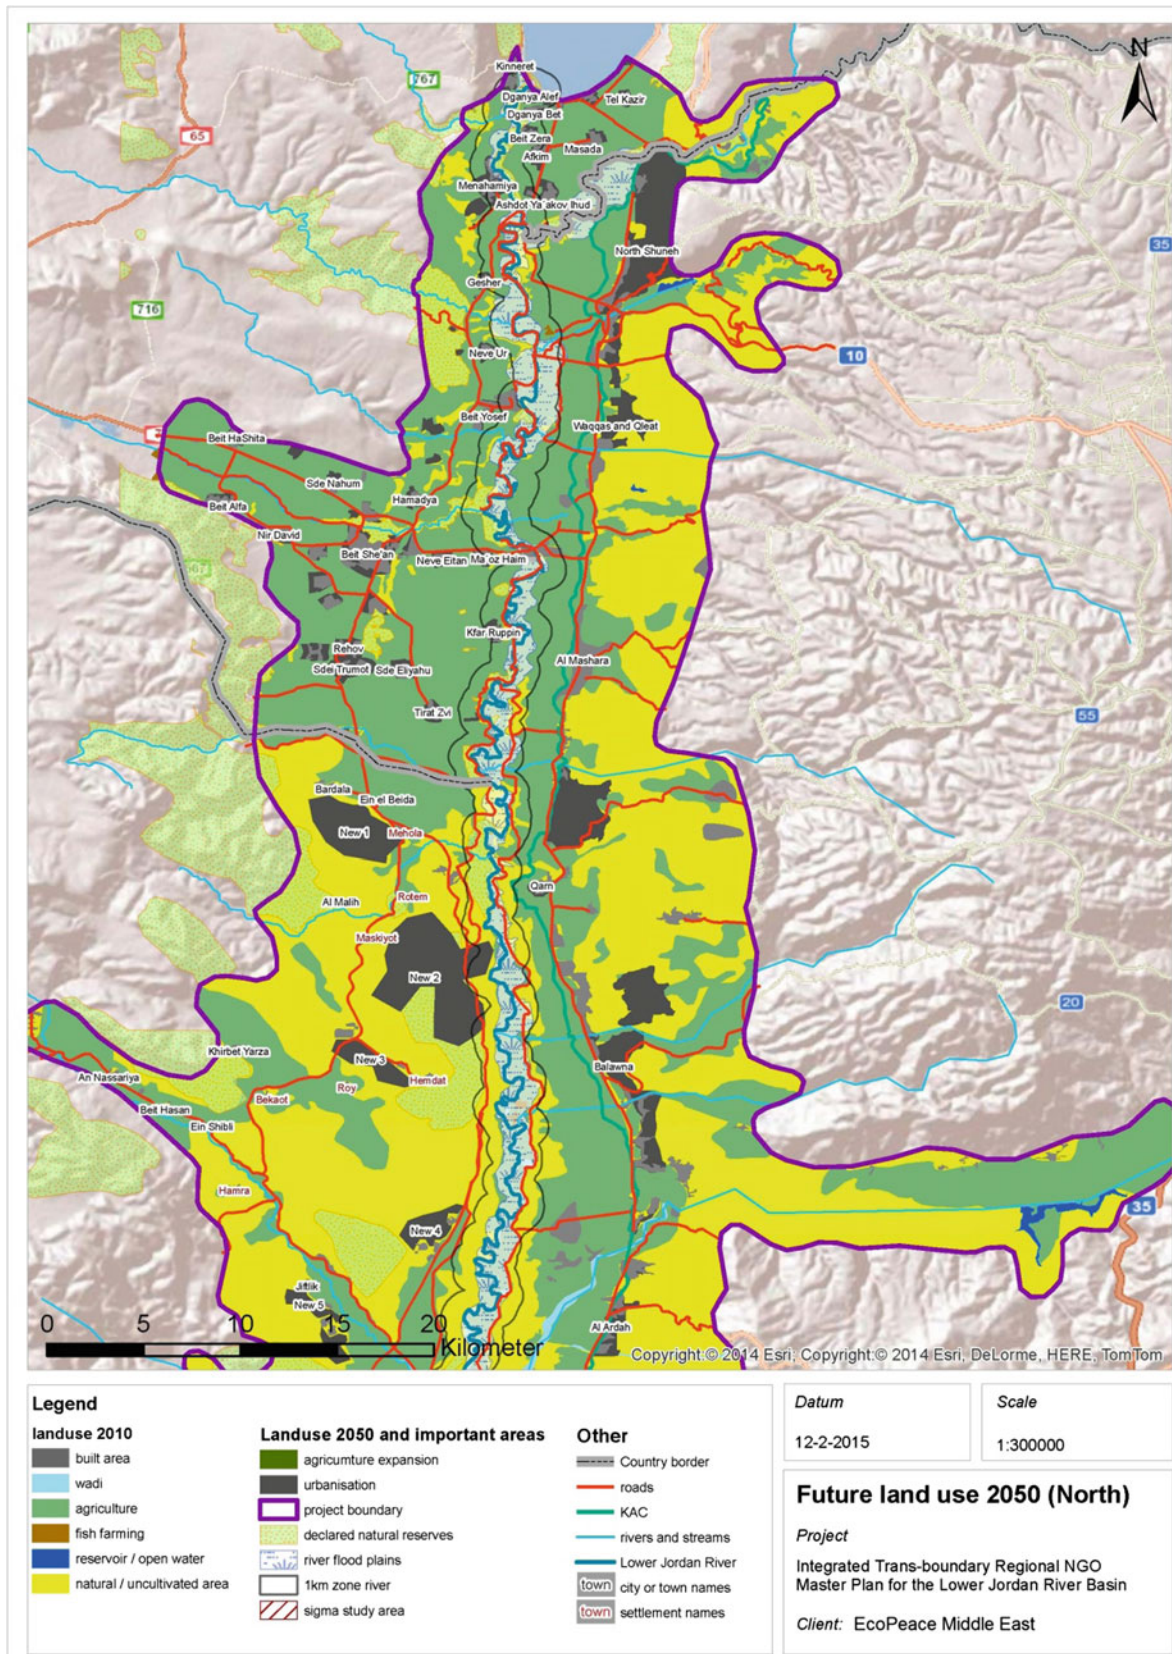 N
Kinneret
767
Dganya Alef
Tel Kazir
Dganya Bet
65
Beit Zera
Masada
Afkim
Menahamiya
Ashdot Ya'akov Ihud
35
North Shuneh
Gesher
716
10
Neve Ur
Beit Yosef
Waqqas and Qleat
Beit HaShita
Sde Nahum
Hamadya
Beit Alfa
Nir David
Beit She'an
Neve Eitan
Ma'oz Haim
Kfar Ruppin
Rehov
Al Mashara
Sdei Trumot
Sde Eliyahu
Tirat Zvi
55
Bardala
Ein el Beida
New 1
Mehola
Qarn
Rotem
Al Malih
Maskiyot
New 2
20
Khirbet Yarza
New 3
Balawna
An Nassariya
Roy
Hemdat
Bekaot
Beit Hasan
Ein Shibli
Hamra
35
New 4
Jiftlik
New 5
Al Ardah
0 5 10 20
Kilometer
Copyright:© 2014 Esri; Copyright:© 2014 Esri, DeLorme, HERE, TomTom
Legend
landuse 2010
built area
wadi
agriculture
fish farming
reservoir / open water
natural / uncultivated area
Landuse 2050 and important areas
agricumture expansion
urbanisation
project boundary
declared natural reserves
river flood plains
1km zone river
sigma study area
Other
Country border
roads
KAC
rivers and streams
Lower Jordan River
town city or town names
town settlement names
Datum
12-2-2015
Scale
1:300000
Future land use 2050 (North)
Project
Integrated Trans-boundary Regional NGO
Master Plan for the Lower Jordan River Basin
Client: EcoPeace Middle East